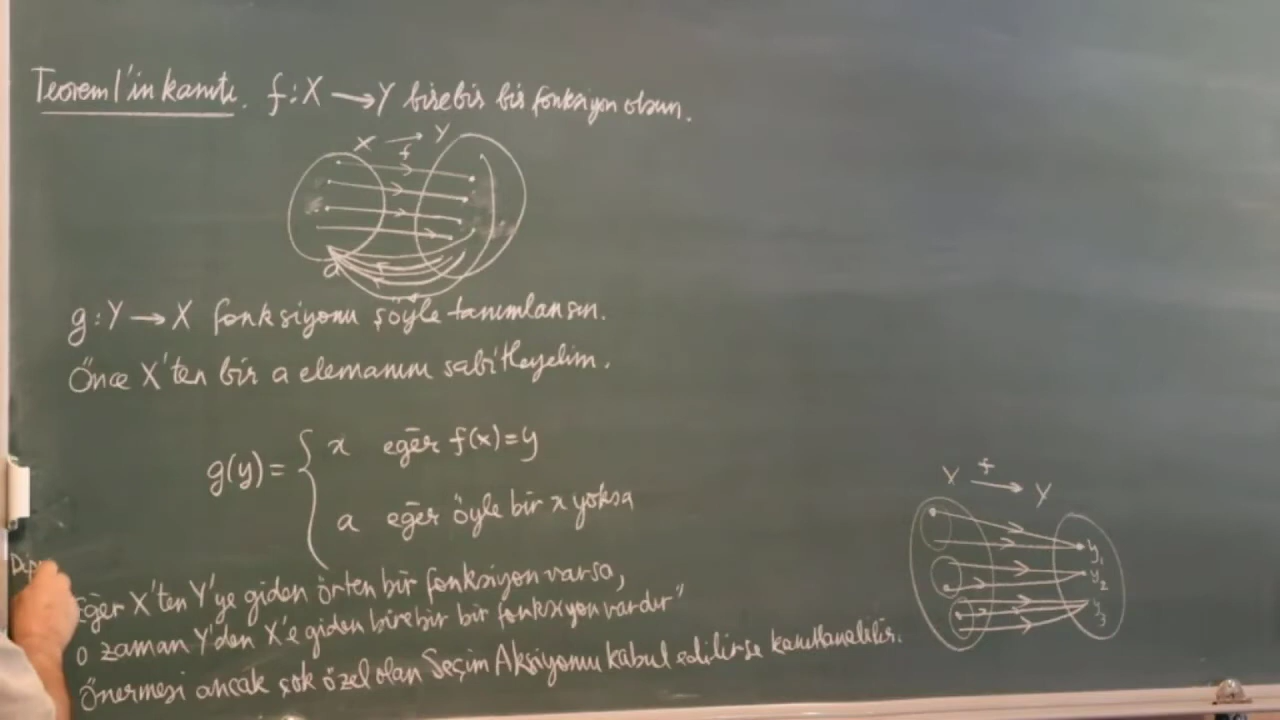 Teorem 1'in kanıtı. f: X → Y birebir bir fonksiyon olsun.
X → Y
f
a
g: Y → X fonksiyonu şöyle tanımlansın.
Önce X'ten bir a elemanını sabitleyelim.
g(y) = { x eğer f(x)=y
a eğer öyle bir x yoksa
X → Y
f
y₁
y₂
y₃
Eğer X'ten Y'ye giden örten bir fonksiyon varsa,
o zaman Y'den X'e giden birebir bir fonksiyon vardır"
Önermesi ancak çok özel olan Seçim Aksiyomu kabul edilirse kanıtlanabilir.